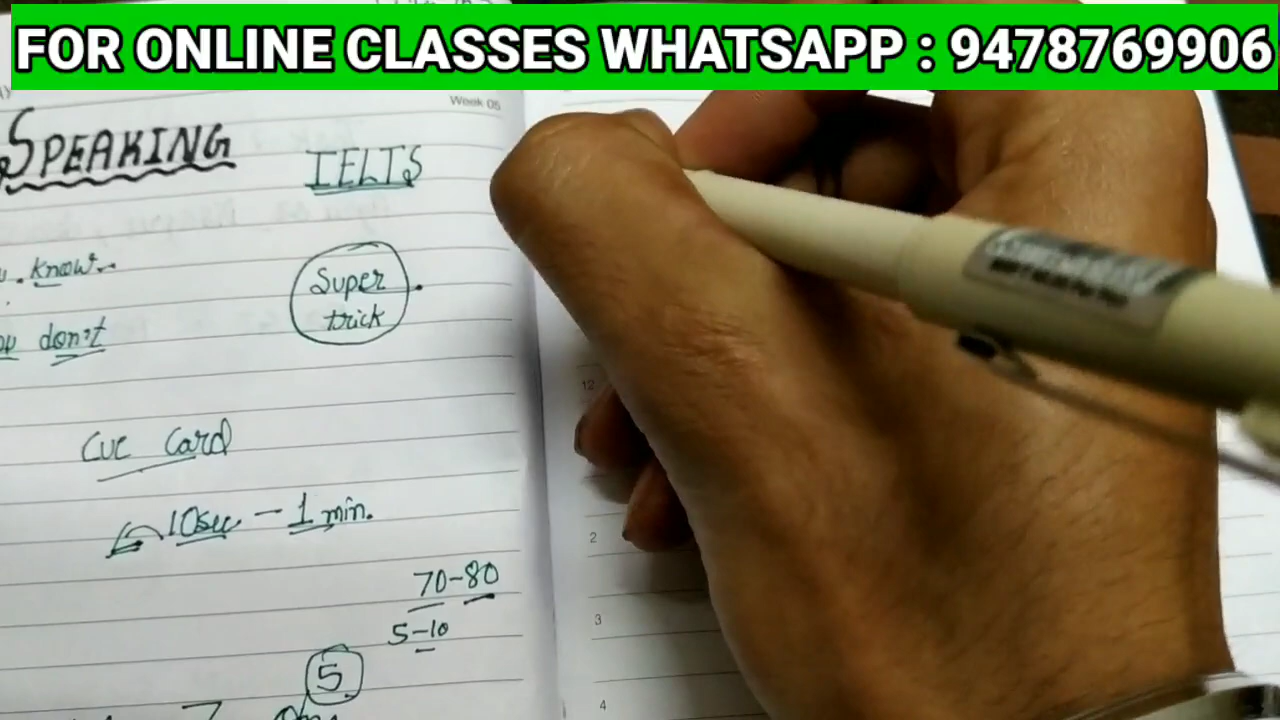 FOR ONLINE CLASSES WHATSAPP : 9478769906
Week 05
SPEAKING
IELTS
know.
Super
trick
don't
Cue Card
10sec - 1 min.
70-80
5-10
5
12
2
3
4